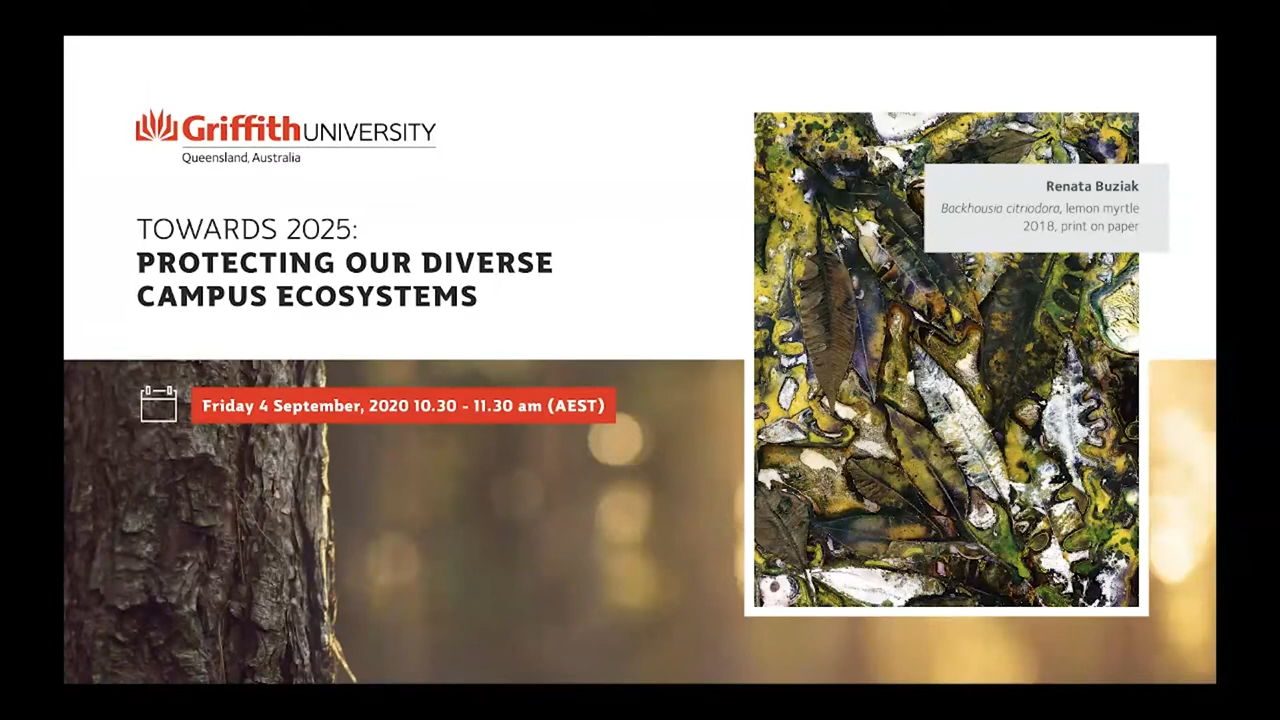 Griffith UNIVERSITY
Queensland, Australia
TOWARDS 2025:
PROTECTING OUR DIVERSE
CAMPUS ECOSYSTEMS
Friday 4 September, 2020 10.30 - 11.30 am (AEST)
Renata Buziak
Backhousia citriodora, lemon myrtle
2018, print on paper